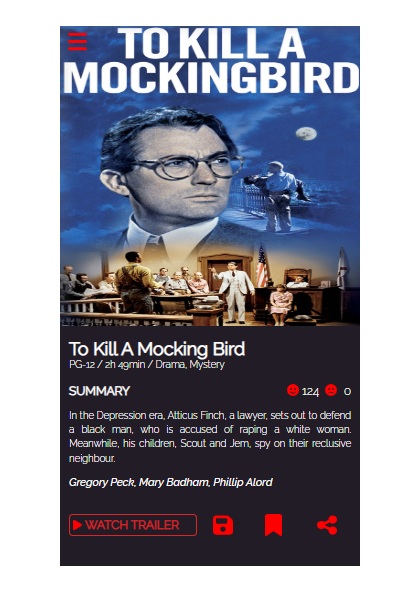 TO KILL A
MOCKINGBIRD
To Kill A Mocking Bird
PG-12 / 2h 49min / Drama, Mystery
SUMMARY 124 0
In the Depression era, Atticus Finch, a lawyer, sets out to defend
a black man, who is accused of raping a white woman.
Meanwhile, his children, Scout and Jem, spy on their reclusive
neighbour.
Gregory Peck, Mary Badham, Phillip Alord
WATCH TRAILER